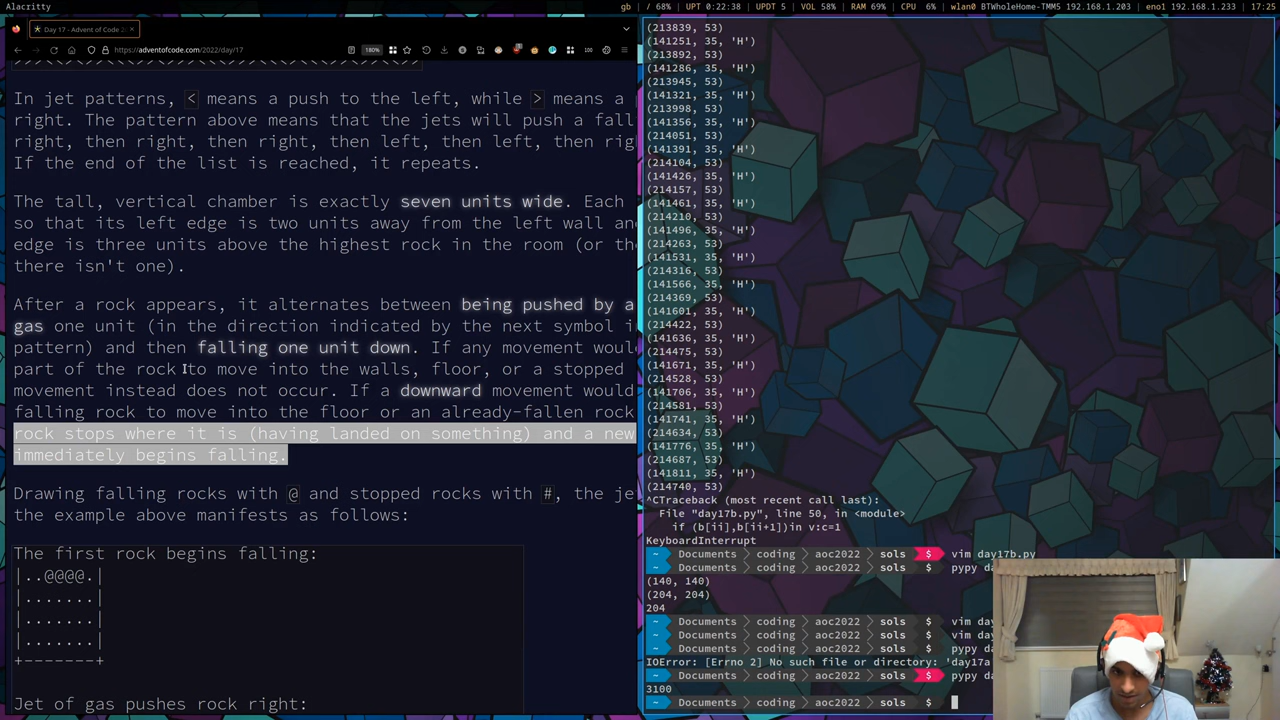 Alacritty
gb | / 68% | UPDT 5 | UP 0:22:38 | VOL 58% | RAM 69% | CPU 6% | wlan0 BTWholeHome-TMM5 192.168.1.203 | eno1 192.168.1.233 | 17:25
Day 17 - Advent of Code 2
https://adventofcode.com/2022/day/17
180%
100
In jet patterns, < means a push to the left, while > means a
right. The pattern above means that the jets will push a fall
right, then right, then right, then left, then left, then rig
If the end of the list is reached, it repeats.
The tall, vertical chamber is exactly seven units wide. Each
so that its left edge is two units away from the left wall an
edge is three units above the highest rock in the room (or th
there isn't one).
After a rock appears, it alternates between being pushed by a
gas one unit (in the direction indicated by the next symbol i
pattern) and then falling one unit down. If any movement woul
part of the rock to move into the walls, floor, or a stopped
movement instead does not occur. If a downward movement would
falling rock to move into the floor or an already-fallen rock
rock stops where it is (having landed on something) and a new
immediately begins falling.
Drawing falling rocks with @ and stopped rocks with #, the je
the example above manifests as follows:
The first rock begins falling:
|..@@@@.|
|.......|
|.......|
|.......|
+-------+
Jet of gas pushes rock right:
(213839, 53)
(141251, 35, 'H')
(213892, 53)
(141286, 35, 'H')
(213945, 53)
(141321, 35, 'H')
(213998, 53)
(141356, 35, 'H')
(214051, 53)
(141391, 35, 'H')
(214104, 53)
(141426, 35, 'H')
(214157, 53)
(141461, 35, 'H')
(214210, 53)
(141496, 35, 'H')
(214263, 53)
(141531, 35, 'H')
(214316, 53)
(141566, 35, 'H')
(214369, 53)
(141601, 35, 'H')
(214422, 53)
(141636, 35, 'H')
(214475, 53)
(141671, 35, 'H')
(214528, 53)
(141706, 35, 'H')
(214581, 53)
(141741, 35, 'H')
(214634, 53)
(141776, 35, 'H')
(214687, 53)
(141811, 35, 'H')
(214740, 53)
^CTraceback (most recent call last):
File "day17b.py", line 50, in <module>
if (b[ii],b[ii+1])in v:c=1
KeyboardInterrupt
~ Documents coding aoc2022 sols $ vim day17b.py
~ Documents coding aoc2022 sols $ pypy da
(140, 140)
(204, 204)
204
~ Documents coding aoc2022 sols $ vim da
~ Documents coding aoc2022 sols $ vim da
~ Documents coding aoc2022 sols $ pypy da
IOError: [Errno 2] No such file or directory: 'day17a
~ Documents coding aoc2022 sols $ pypy da
3100
~ Documents coding aoc2022 sols $